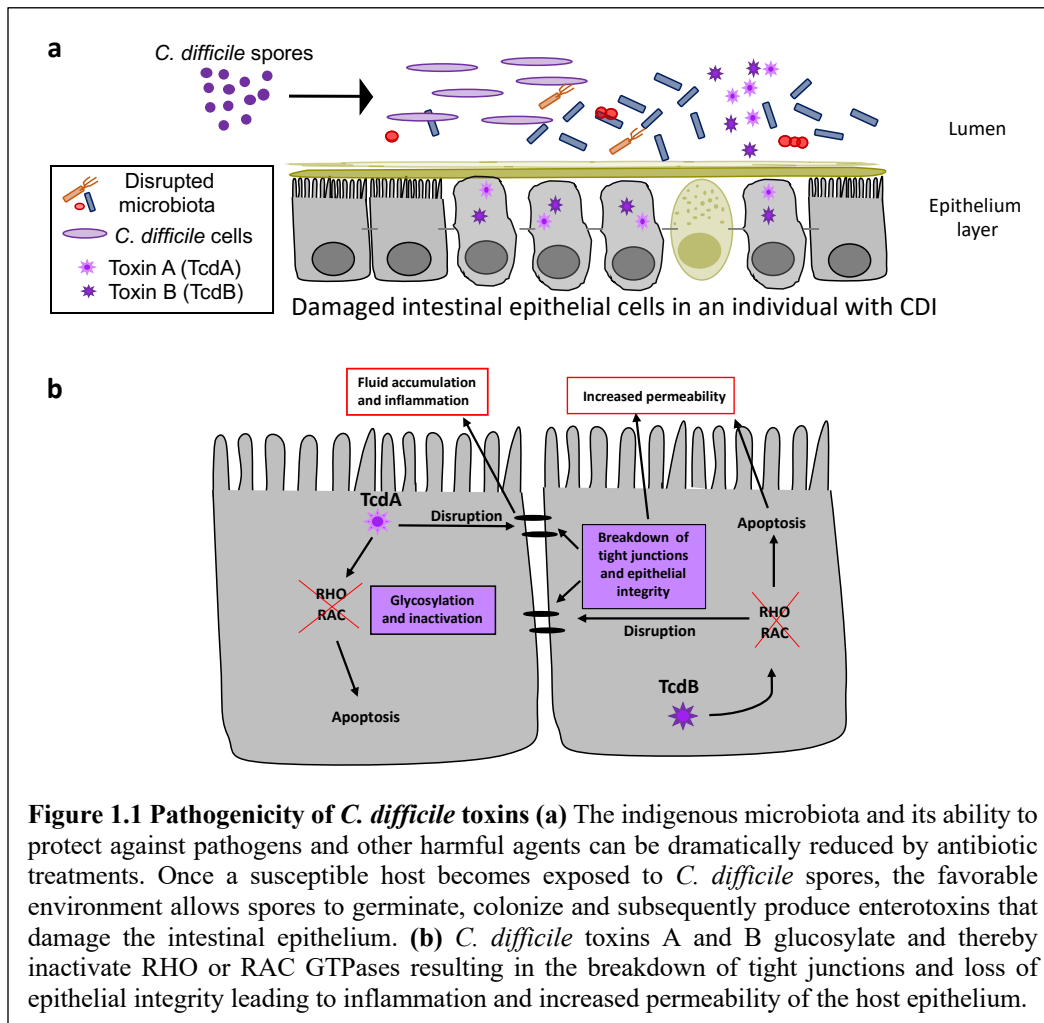 a
C. difficile spores
Lumen
Disrupted
microbiota
C. difficile cells
Toxin A (TcdA)
Toxin B (TcdB)
Epithelium
layer
Damaged intestinal epithelial cells in an individual with CDI
b
Fluid accumulation
and inflammation
Increased permeability
TcdA
Disruption
Apoptosis
Breakdown of
tight junctions
and epithelial
integrity
RHO
RAC
Glycosylation
and inactivation
RHO
RAC
Disruption
TcdB
Apoptosis
Figure 1.1 Pathogenicity of C. difficile toxins (a) The indigenous microbiota and its ability to
protect against pathogens and other harmful agents can be dramatically reduced by antibiotic
treatments. Once a susceptible host becomes exposed to C. difficile spores, the favorable
environment allows spores to germinate, colonize and subsequently produce enterotoxins that
damage the intestinal epithelium. (b) C. difficile toxins A and B glucosylate and thereby
inactivate RHO or RAC GTPases resulting in the breakdown of tight junctions and loss of
epithelial integrity leading to inflammation and increased permeability of the host epithelium.